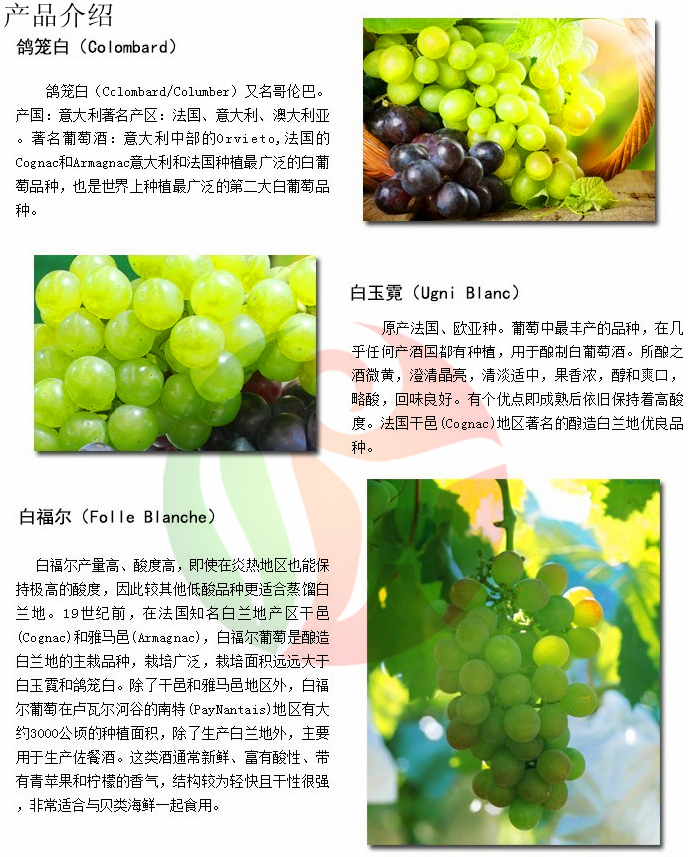 产品介绍
鸽笼白（Colombard）
鸽笼白（Cclombard/Columber）又名哥伦巴。
产国：意大利著名产区：法国、意大利、澳大利亚
。著名葡萄酒：意大利中部的Orvieto,法国的
Cognac和Armagnac意大利和法国种植最广泛的白葡
萄品种，也是世界上种植最广泛的第二大白葡萄品
种。
白玉霓（Ugni Blanc）
原产法国、欧亚种。葡萄中最丰产的品种，在几
乎任何产酒国都有种植，用于酿制白葡萄酒。所酿之
酒微黄，澄清晶亮，清淡适中，果香浓，醇和爽口，
略酸，回味良好。有个优点即成熟后依旧保持着高酸
度。法国干邑(Cognac)地区著名的酿造白兰地优良品
种。
白福尔（Folle Blanche）
白福尔产量高、酸度高，即使在炎热地区也能保
持极高的酸度，因此较其他低酸品种更适合蒸馏白
兰地。19世纪前，在法国知名白兰地产区干邑
(Cognac)和雅马邑(Armagnac)，白福尔葡萄是酿造
白兰地的主栽品种，栽培广泛，栽培面积远远大于
白玉霓和鸽笼白。除了干邑和雅马邑地区外，白福
尔葡萄在卢瓦尔河谷的南特(PayNantais)地区有大
约3000公顷的种植面积，除了生产白兰地外，主要
用于生产佐餐酒。这类酒通常新鲜、富有酸性、带
有青苹果和柠檬的香气，结构较为轻快且干性很强
，非常适合与贝类海鲜一起食用。